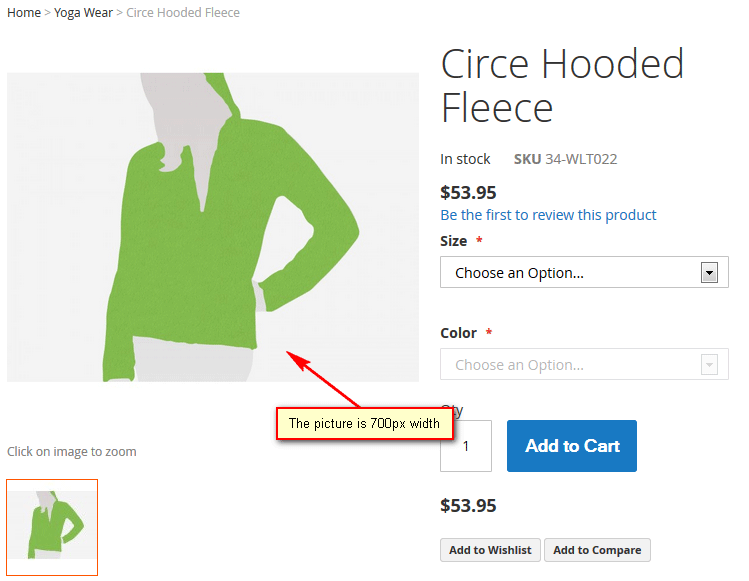 Home > Yoga Wear > Circe Hooded Fleece
Circe Hooded
Fleece
In stock SKU 34-WLT022
$53.95
Be the first to review this product
Size *
Choose an Option...
Color *
Choose an Option...
Qty
The picture is 700px width
1
Add to Cart
Click on image to zoom
$53.95
Add to Wishlist
Add to Compare